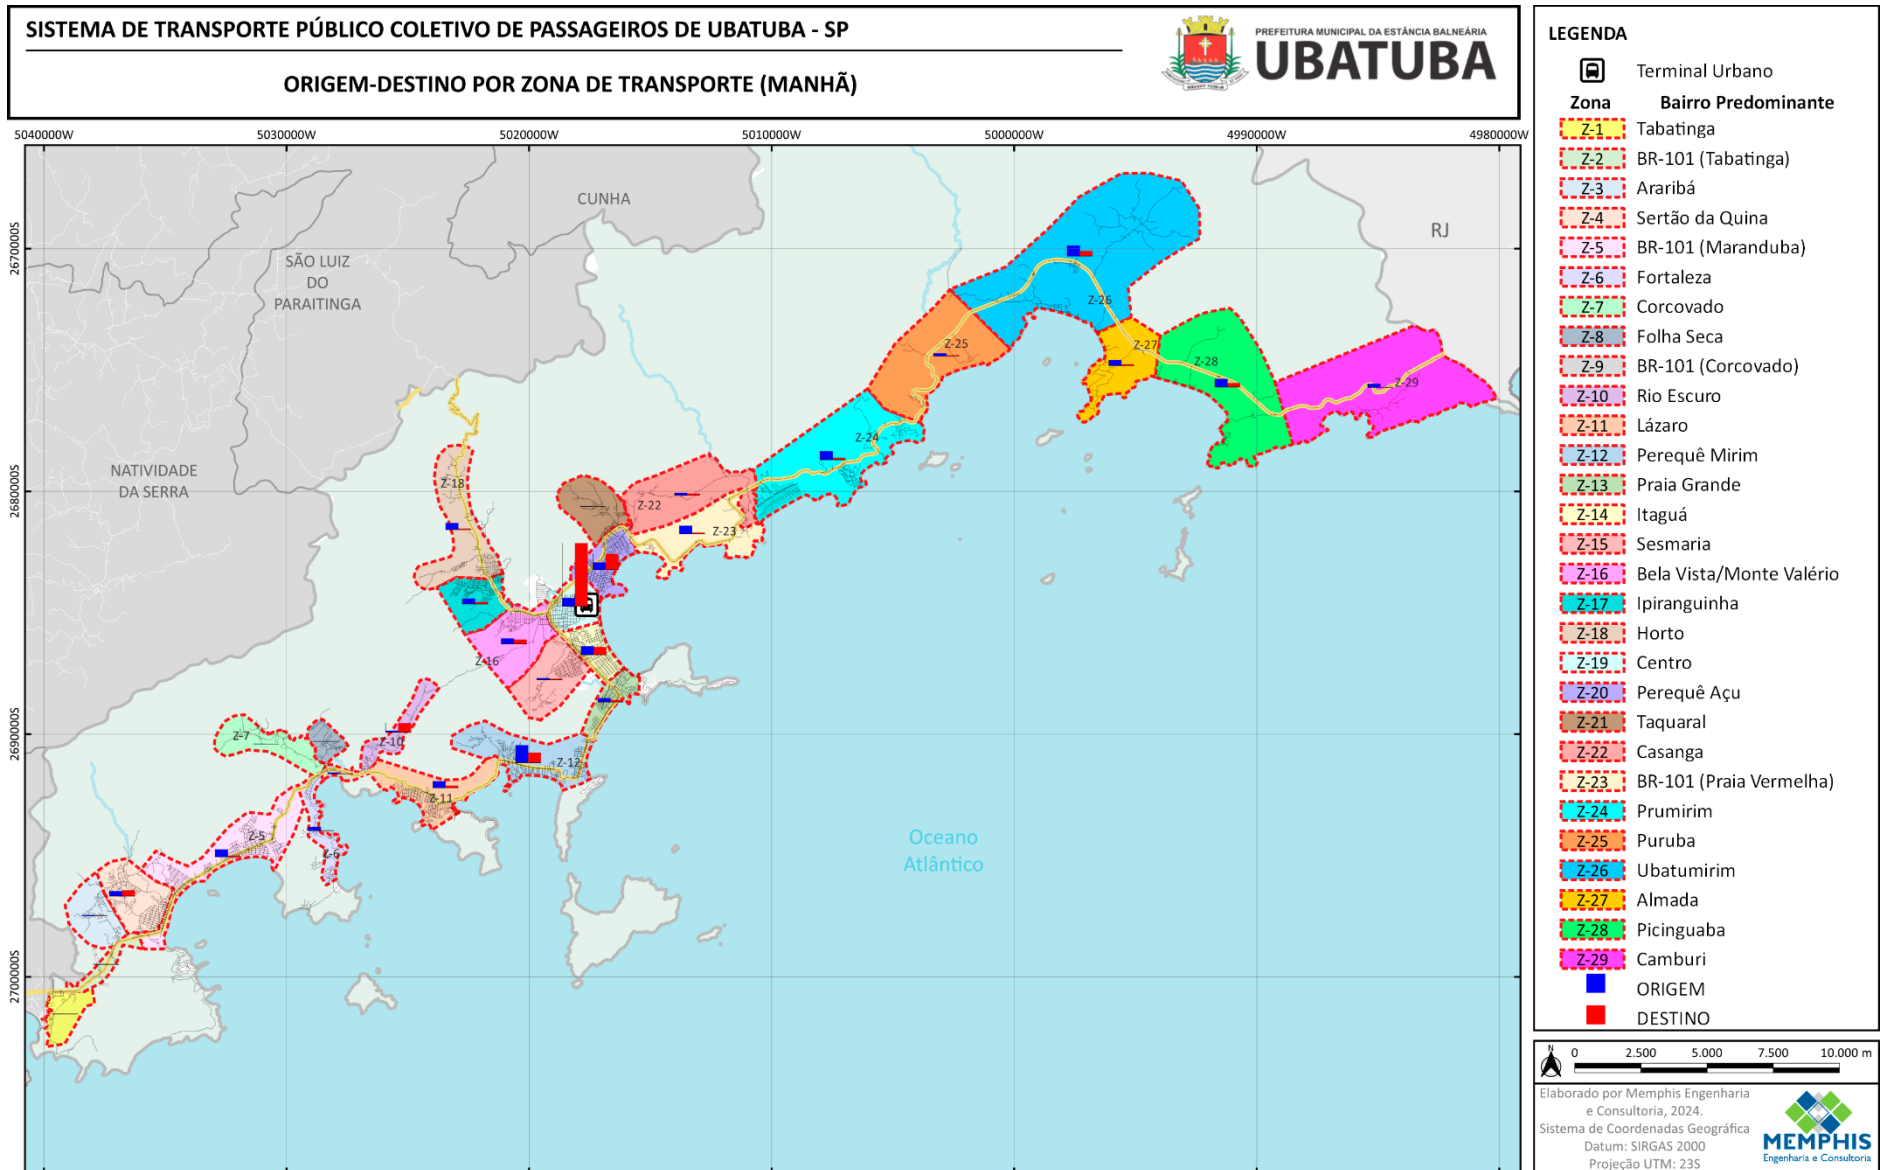 SISTEMA DE TRANSPORTE PÚBLICO COLETIVO DE PASSAGEIROS DE UBATUBA - SP
ORIGEM-DESTINO POR ZONA DE TRANSPORTE (MANHÃ)
PREFEITURA MUNICIPAL DA ESTÂNCIA BALNEÁRIA
UBATUBA
5040000W 5030000W 5020000W 5010000W 5000000W 4990000W 4980000W
2670000S
2680000S
2690000S
2700000S
CUNHA
RJ
SÃO LUIZ
DO
PARAITINGA
NATIVIDADE
DA SERRA
Z-26
Z-25
Z-27
Z-28
Z-29
Z-24
Z-18
Z-22
Z-23
Z-16
Z-7
Z-10
Z-12
Z-11
Z-5
Z-6
Oceano
Atlântico
LEGENDA
Terminal Urbano
Zona Bairro Predominante
Z-1 Tabatinga
Z-2 BR-101 (Tabatinga)
Z-3 Araribá
Z-4 Sertão da Quina
Z-5 BR-101 (Maranduba)
Z-6 Fortaleza
Z-7 Corcovado
Z-8 Folha Seca
Z-9 BR-101 (Corcovado)
Z-10 Rio Escuro
Z-11 Lázaro
Z-12 Perequê Mirim
Z-13 Praia Grande
Z-14 Itaguá
Z-15 Sesmaria
Z-16 Bela Vista/Monte Valério
Z-17 Ipiranguinha
Z-18 Horto
Z-19 Centro
Z-20 Perequê Açu
Z-21 Taquaral
Z-22 Casanga
Z-23 BR-101 (Praia Vermelha)
Z-24 Prumirim
Z-25 Puruba
Z-26 Ubatumirim
Z-27 Almada
Z-28 Picinguaba
Z-29 Camburi
ORIGEM
DESTINO
N
0 2.500 5.000 7.500 10.000 m
Elaborado por Memphis Engenharia
e Consultoria, 2024.
Sistema de Coordenadas Geográfica
Datum: SIRGAS 2000
Projeção UTM: 23S
MEMPHIS
Engenharia e Consultoria